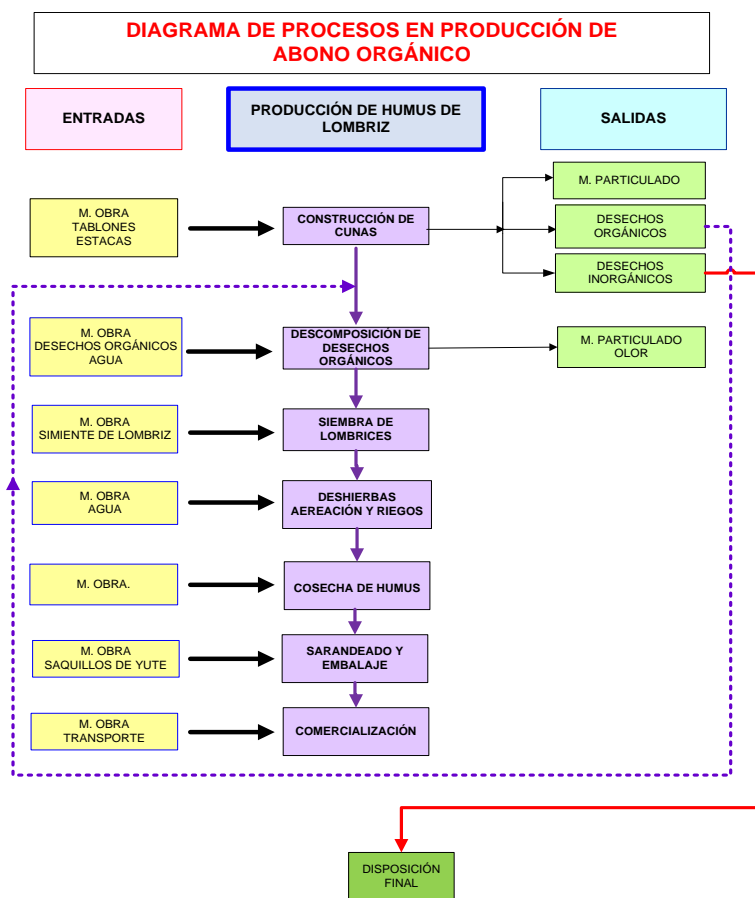 DIAGRAMA DE PROCESOS EN PRODUCCIÓN DE
ABONO ORGÁNICO
ENTRADAS
PRODUCCIÓN DE HUMUS DE
LOMBRIZ
SALIDAS
M. OBRA
TABLONES
ESTACAS
CONSTRUCCIÓN DE
CUNAS
M. PARTICULADO
DESECHOS
ORGÁNICOS
DESECHOS
INORGÁNICOS
M. OBRA
DESECHOS ORGÁNICOS
AGUA
DESCOMPOSICIÓN DE
DESECHOS
ORGÁNICOS
M. PARTICULADO
OLOR
M. OBRA
SIMIENTE DE LOMBRIZ
SIEMBRA DE
LOMBRICES
M. OBRA
AGUA
DESHIERBAS
AEREACIÓN Y RIEGOS
M. OBRA.
COSECHA DE HUMUS
M. OBRA
SAQUILLOS DE YUTE
SARANDEADO Y
EMBALAJE
M. OBRA
TRANSPORTE
COMERCIALIZACIÓN
DISPOSICIÓN
FINAL